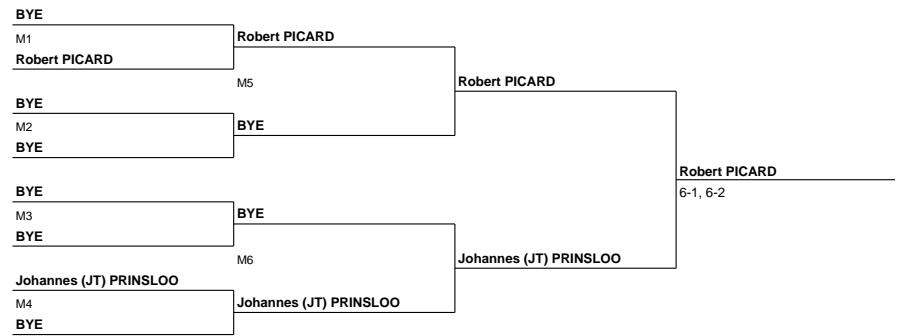 BYE
M1
Robert PICARD
Robert PICARD
M5
BYE
M2
BYE
BYE
Robert PICARD
BYE
M3
BYE
BYE
M6
Johannes (JT) PRINSLOO
M4
BYE
Johannes (JT) PRINSLOO
Johannes (JT) PRINSLOO
Robert PICARD
6-1, 6-2